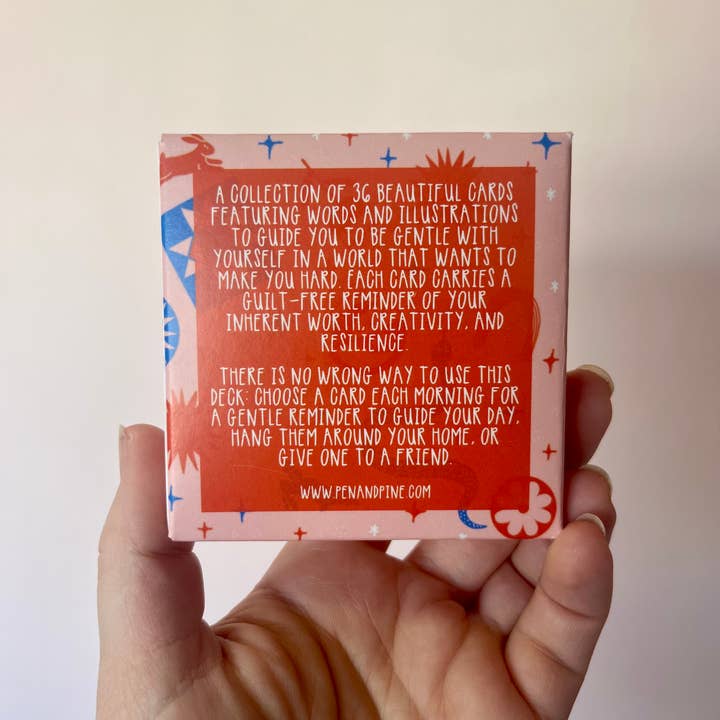 A COLLECTION OF 36 BEAUTIFUL CARDS
FEATURING WORDS AND ILLUSTRATIONS
TO GUIDE YOU TO BE GENTLE WITH
YOURSELF IN A WORLD THAT WANTS TO
MAKE YOU HARD. EACH CARD CARRIES A
GUILT-FREE REMINDER OF YOUR
INHERENT WORTH, CREATIVITY, AND
RESILIENCE.
THERE IS NO WRONG WAY TO USE THIS
DECK: CHOOSE A CARD EACH MORNING FOR
A GENTLE REMINDER TO GUIDE YOUR DAY,
HANG THEM AROUND YOUR HOME, OR
GIVE ONE TO A FRIEND.
WWW.PENANDPINE.COM